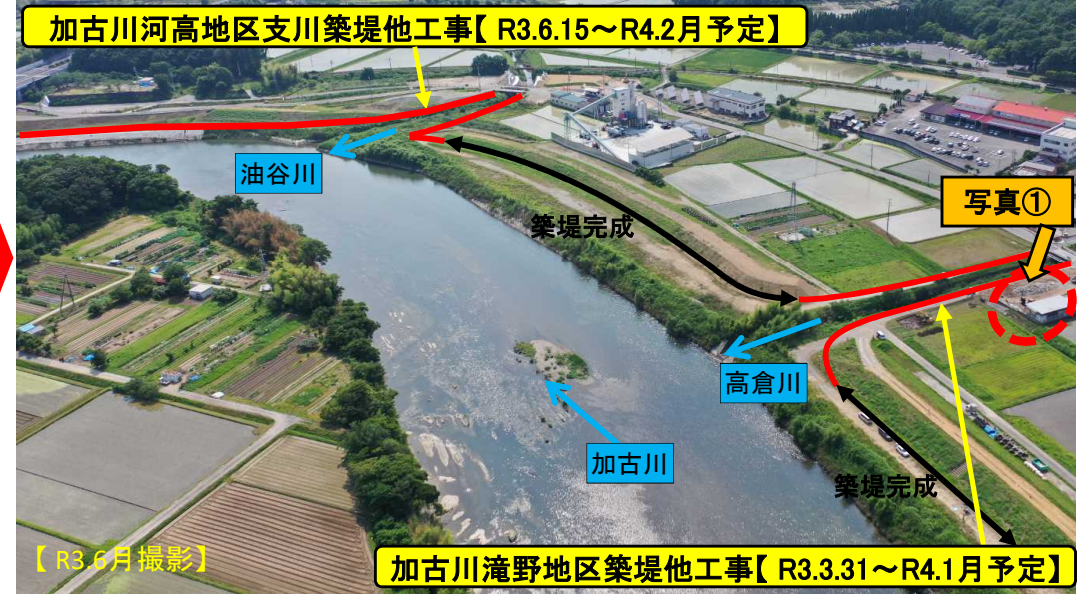 加古川河高地区支川築堤他工事【 R3.6.15～R4.2月予定】
油谷川
写真①
築堤完成
高倉川
加古川
築堤完成
【 R3.6月撮影】
加古川滝野地区築堤他工事【 R3.3.31～R4.1月予定】